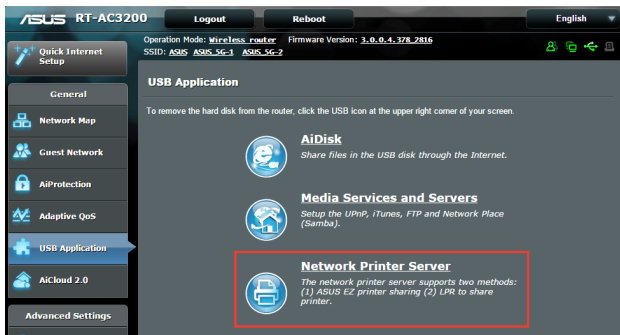 ASUS RT-AC3200 Logout Reboot English
Operation Mode: Wireless router Firmware Version: 3.0.0.4.378_2816
SSID: ASUS ASUS_5G-1 ASUS_5G-2
Quick Internet
Setup
General
Network Map
Guest Network
AiProtection
Adaptive QoS
USB Application
AiCloud 2.0
Advanced Settings
USB Application
To remove the hard disk from the router, click the USB icon at the upper right corner of your screen.
AiDisk
Share files in the USB disk through the Internet.
Media Services and Servers
Setup the UPnP, iTunes, FTP and Network Place
(Samba).
Network Printer Server
The network printer server supports two methods:
(1) ASUS EZ printer sharing (2) LPR to share
printer.